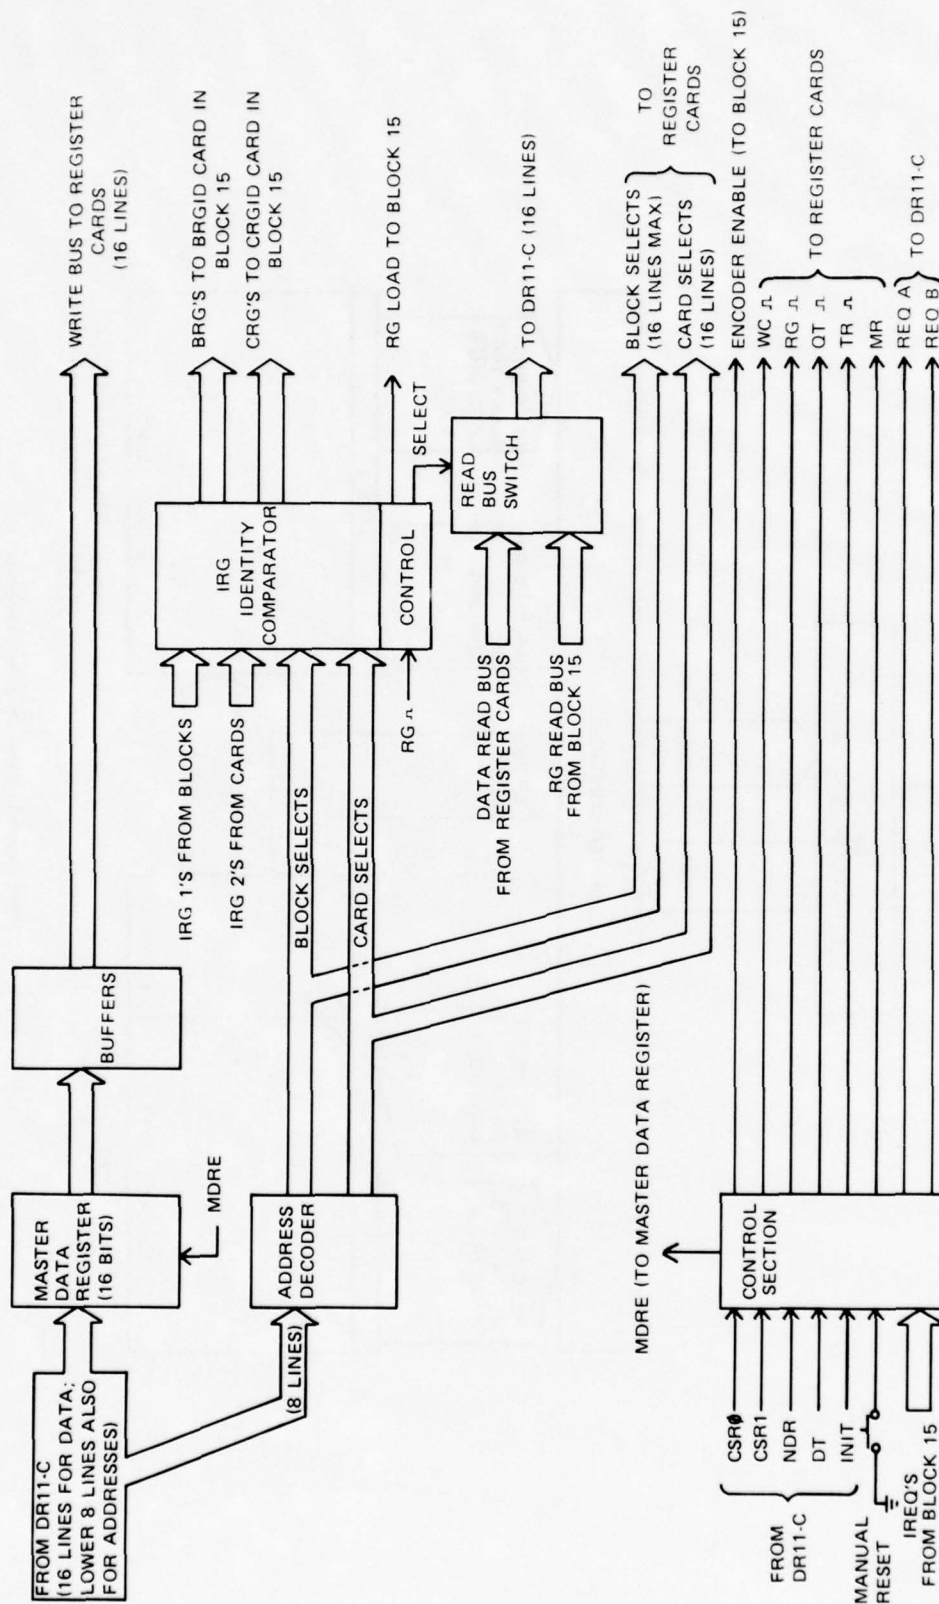 FROM DR11-C
(16 LINES FOR DATA;
LOWER 8 LINES ALSO
FOR ADDRESSES)
MASTER
DATA
REGISTER
(16 BITS)
MDRE
BUFFERS
WRITE BUS TO REGISTER
CARDS
(16 LINES)
(8 LINES)
ADDRESS
DECODER
BLOCK SELECTS
CARD SELECTS
IRG 1'S FROM BLOCKS
IRG 2'S FROM CARDS
IRG
IDENTITY
COMPARATOR
CONTROL
RG
BRG'S TO BRGID CARD IN
BLOCK 15
CRG'S TO CRGID CARD IN
BLOCK 15
RG LOAD TO BLOCK 15
SELECT
READ
BUS
SWITCH
DATA READ BUS
FROM REGISTER CARDS
RG READ BUS
FROM BLOCK 15
TO DR11-C (16 LINES)
BLOCK SELECTS
(16 LINES MAX)
CARD SELECTS
(16 LINES)
TO
REGISTER
CARDS
MDRE (TO MASTER DATA REGISTER)
CSRØ
CSR1
NDR
DT
INIT
FROM
DR11-C
MANUAL
RESET
IREQ'S
FROM BLOCK 15
CONTROL
SECTION
ENCODER ENABLE (TO BLOCK 15)
WC
RG
QT
TR
MR
TO REGISTER CARDS
REQ A
REQ B
TO DR11-C